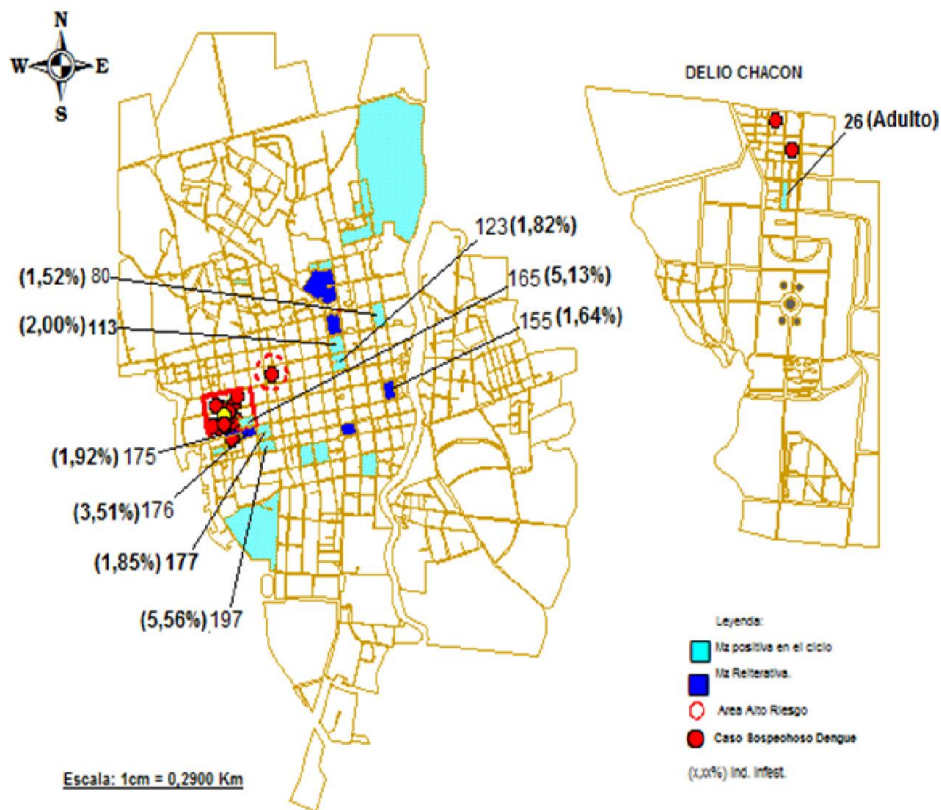 N
W E
S
DELIO CHACON
26 (Adulto)
123 (1,82%)
(1,52%) 80
165 (5,13%)
(2,00%) 113
155 (1,64%)
(1,92%) 175
(3,51%) 176
(1,85%) 177
(5,56%) 197
Leyenda:
Mz positiva en el ciclo
Mz Reiterativa.
Area Alto Riesgo
Caso Sospechoso Dengue
(x,xx%) Ind. Infest.
Escala: 1cm = 0,2900 Km